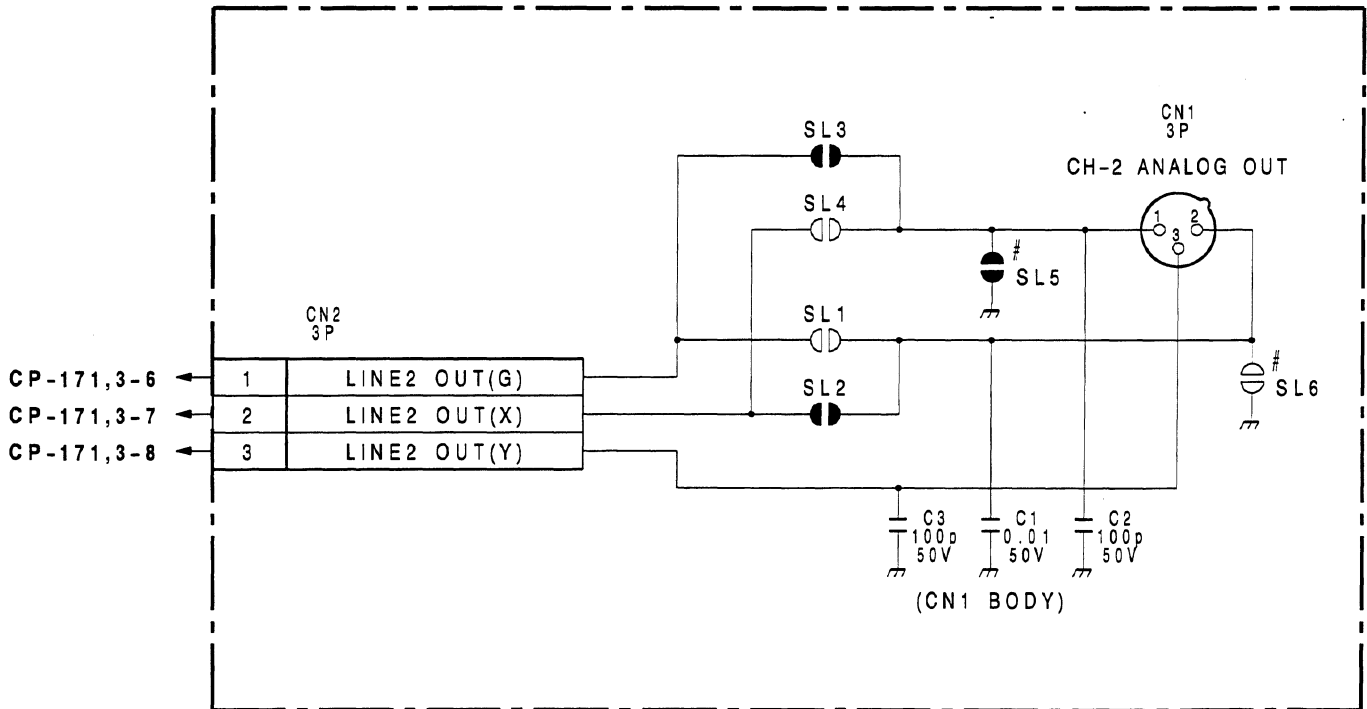 CN1
3P
CH-2 ANALOG OUT
1 2
3
SL3
SL4
#
SL5
SL1
#
SL6
SL2
CN2
3P
CP-171,3-6 1 LINE2 OUT(G)
CP-171,3-7 2 LINE2 OUT(X)
CP-171,3-8 3 LINE2 OUT(Y)
C3
100p
50V
C1
0.01
50V
C2
100p
50V
(CN1 BODY)